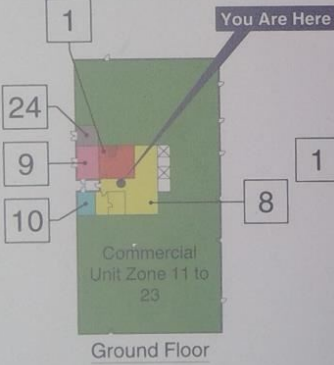 1
You Are Here
24
9
1
10
8
Commercial
Unit Zone 11 to
23
Ground Floor